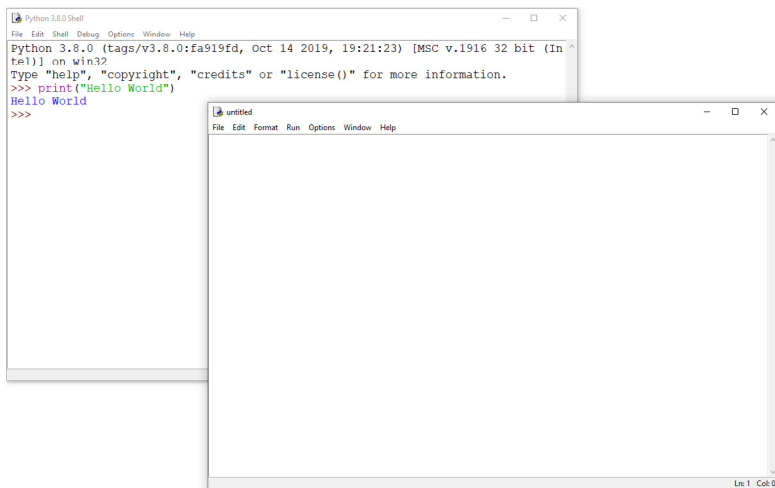 Python 3.8.0 Shell
File Edit Shell Debug Options Window Help
Python 3.8.0 (tags/v3.8.0:fa919fd, Oct 14 2019, 19:21:23) [MSC v.1916 32 bit (In
tel)] on win32
Type "help", "copyright", "credits" or "license()" for more information.
>>> print("Hello World")
Hello World
>>>
untitled
File Edit Format Run Options Window Help
Ln: 1 Col: 0